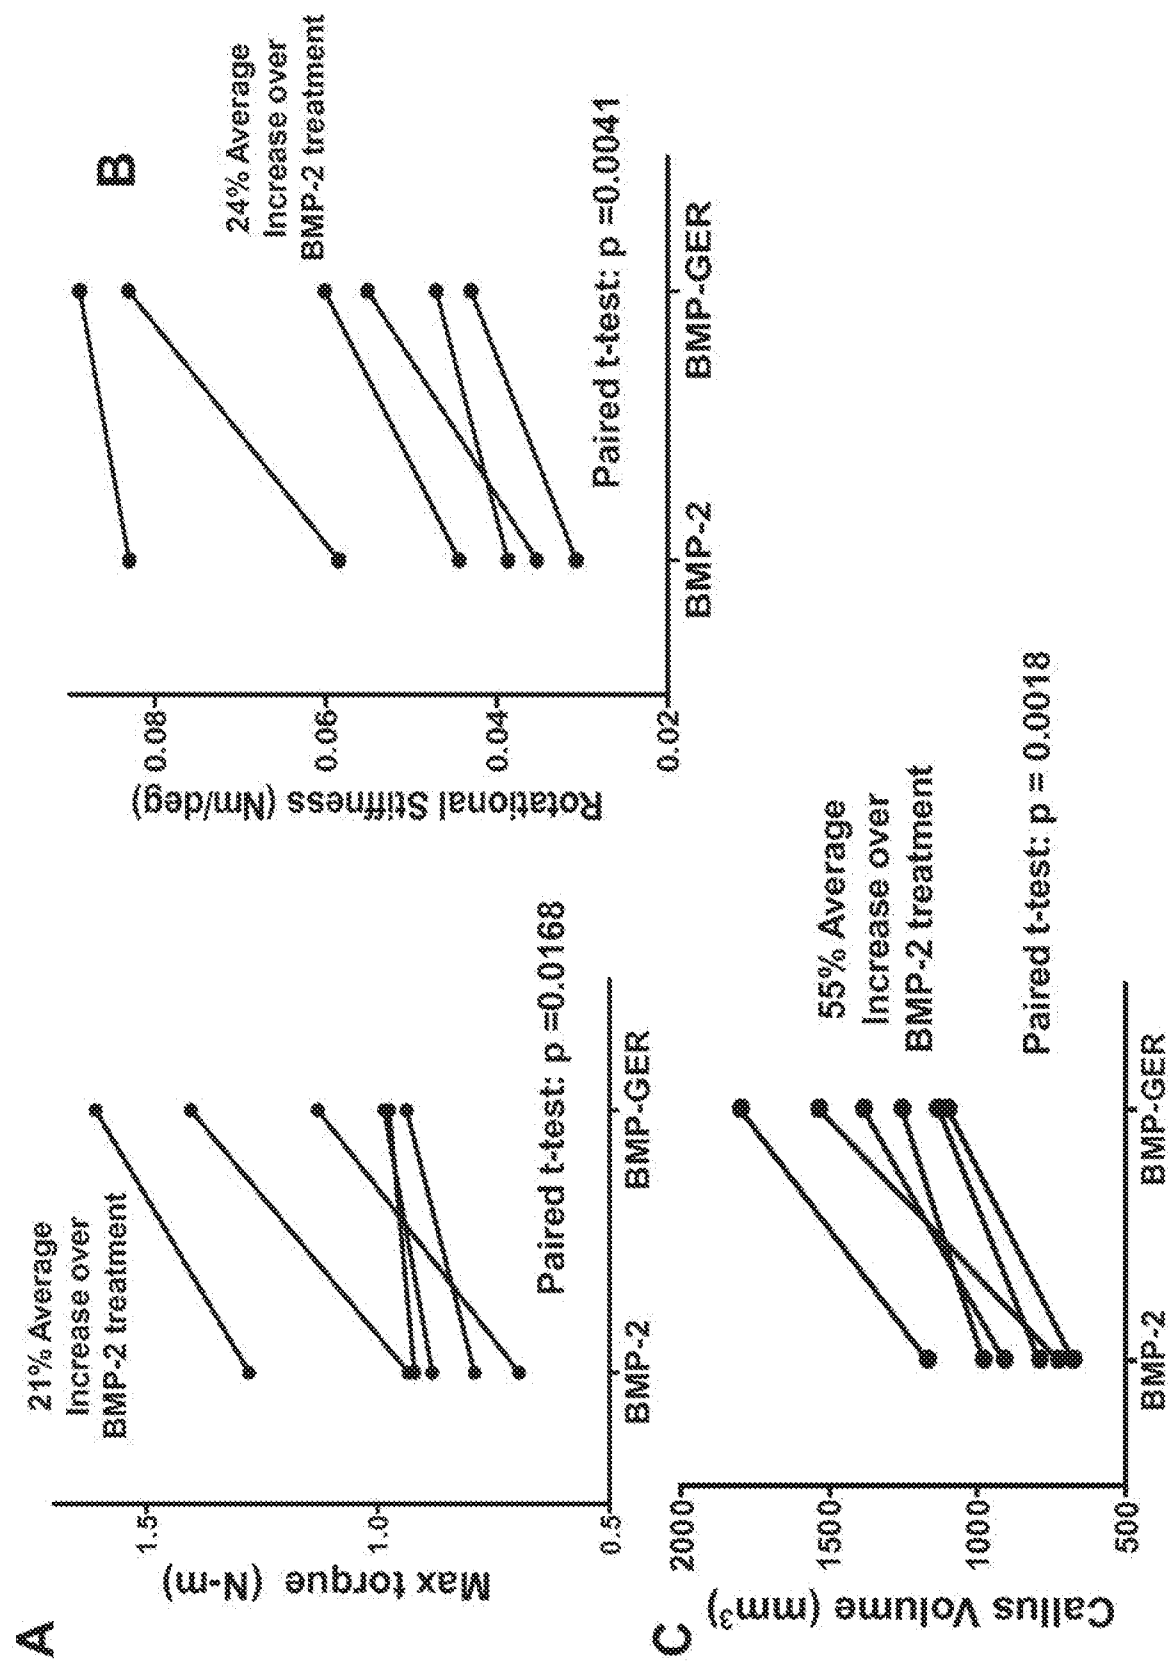 A
21% Average
Increase over
BMP-2 treatment
Max torque (N-m)
1.5
1.0
0.5
BMP-2
BMP-GER
Paired t-test: p =0.0168
B
24% Average
Increase over
BMP-2 treatment
Rotational Stiffness (Nm/deg)
0.08
0.06
0.04
0.02
BMP-2
BMP-GER
Paired t-test: p =0.0041
C
55% Average
Increase over
BMP-2 treatment
Callus Volume (mm³)
2000
1500
1000
500
BMP-2
BMP-GER
Paired t-test: p = 0.0018